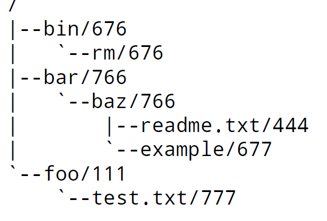 /
|--bin/676
|   `--rm/676
|--bar/766
|   `--baz/766
|       |--readme.txt/444
|       `--example/677
`--foo/111
    `--test.txt/777